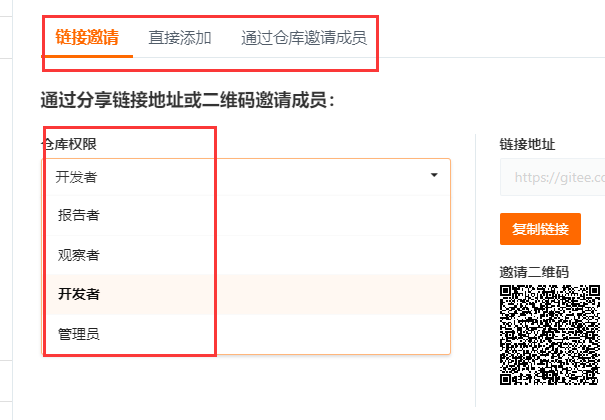 链接邀请 直接添加 通过仓库邀请成员
通过分享链接地址或二维码邀请成员：
仓库权限
开发者
报告者
观察者
开发者
管理员
链接地址
https://gitee.co
复制链接
邀请二维码